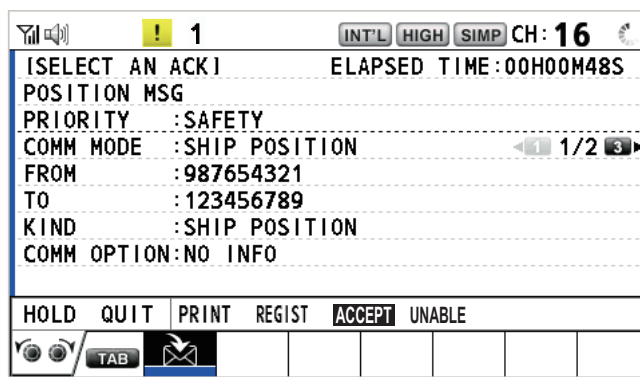 ! 1 INT'L HIGH SIMP CH: 16
[SELECT AN ACK] ELAPSED TIME:00H00M48S
POSITION MSG
PRIORITY :SAFETY
COMM MODE :SHIP POSITION 1 1/2 3
FROM :987654321
TO :123456789
KIND :SHIP POSITION
COMM OPTION:NO INFO
HOLD QUIT PRINT REGIST ACCEPT UNABLE
TAB